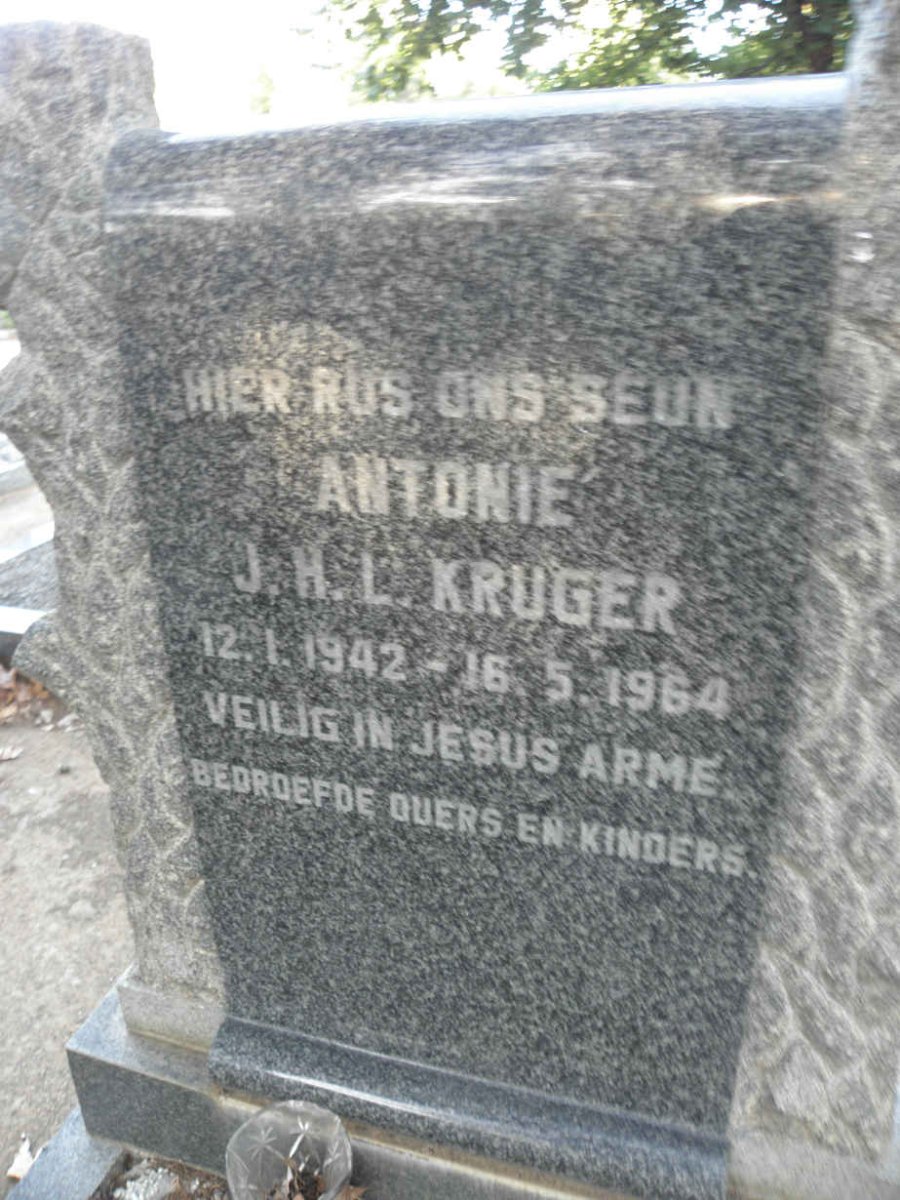 HIER RUS ONS SEUN
ANTONIE
J. H. L. KRUGER
12. 1. 1942 - 16. 5. 1964
VEILIG IN JESUS ARME.
BEDROEFDE OUERS EN KINDERS.